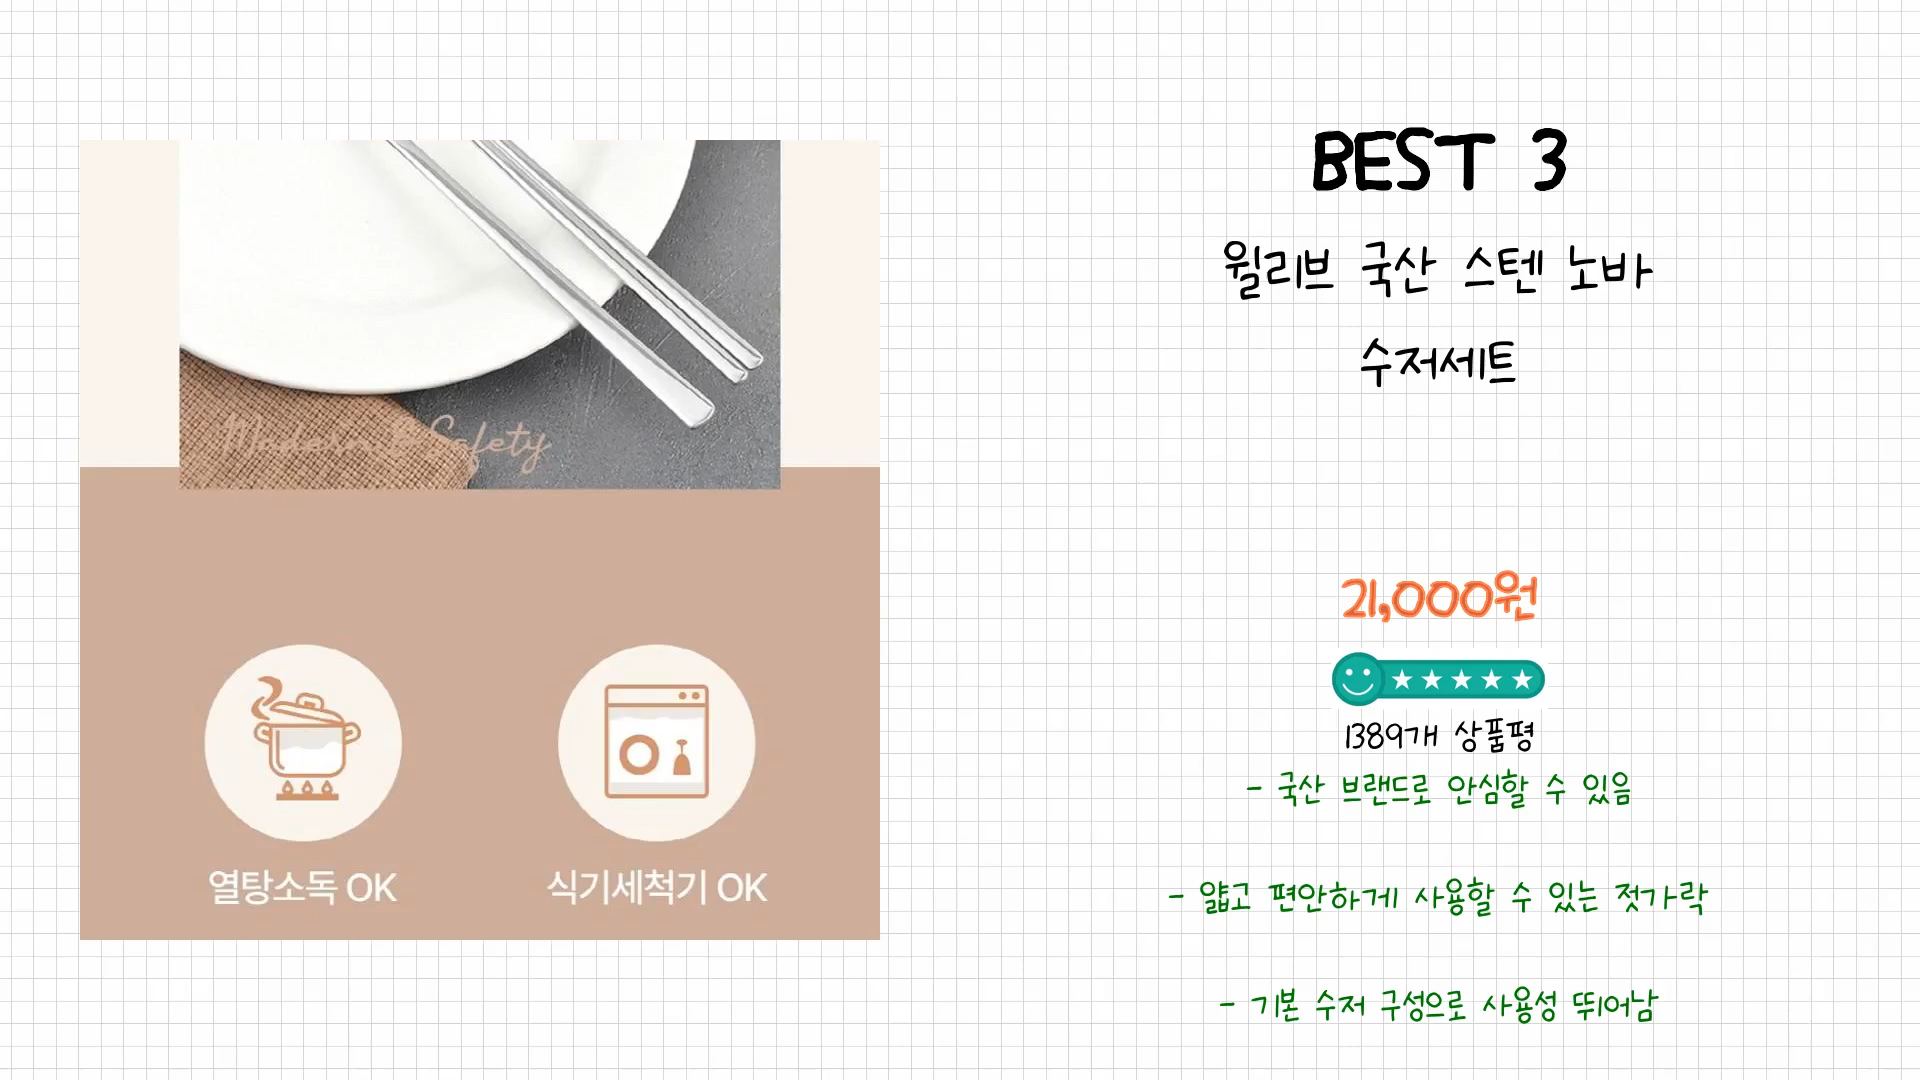 Modern & Safety
열탕소독 OK
식기세척기 OK
BEST 3
윌리브 국산 스텐 노바
수저세트
21,000원
1389개 상품평
- 국산 브랜드로 안심할 수 있음
- 얇고 편안하게 사용할 수 있는 젓가락
- 기본 수저 구성으로 사용성 뛰어남